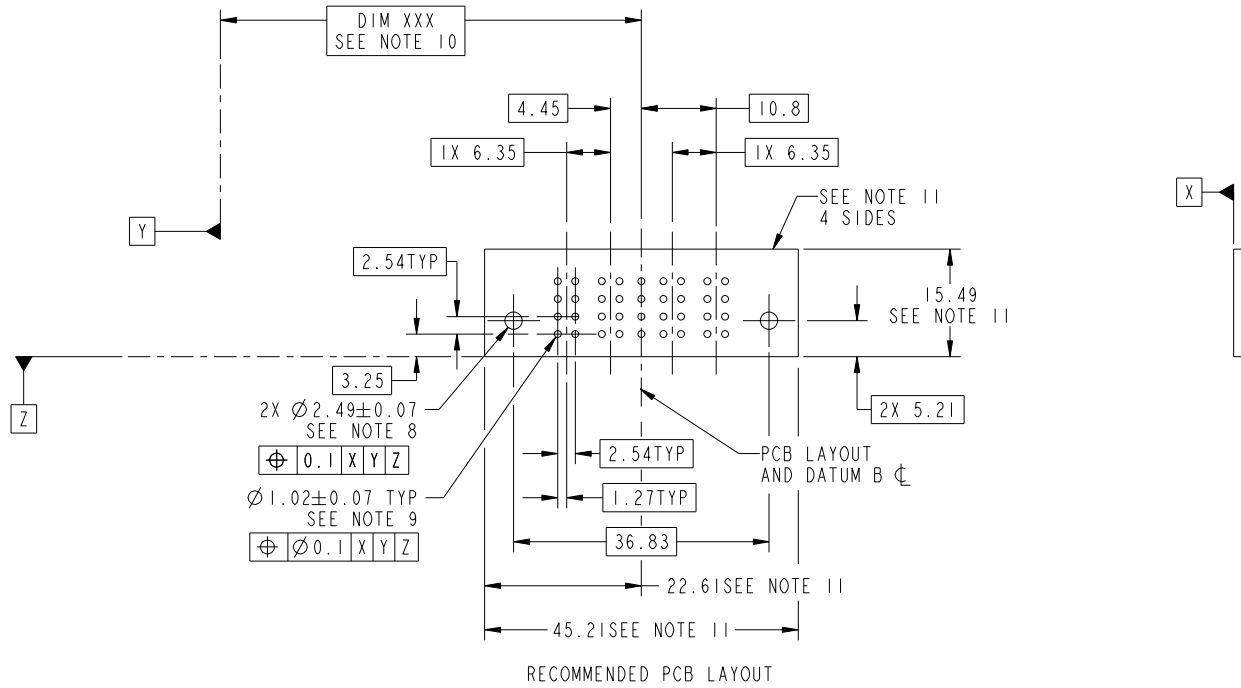 DIM XXX
SEE NOTE 10
4.45
10.8
1X 6.35
1X 6.35
X
SEE NOTE 11
4 SIDES
Y
2.54TYP
15.49
SEE NOTE 11
3.25
Z
2X Ø2.49±0.07
SEE NOTE 8
⌖ 0.1 X Y Z
2X 5.21
2.54TYP
PCB LAYOUT
AND DATUM B ℄
Ø1.02±0.07 TYP
SEE NOTE 9
⌖ Ø0.1 X Y Z
1.27TYP
36.83
22.61SEE NOTE 11
45.21SEE NOTE 11
RECOMMENDED PCB LAYOUT